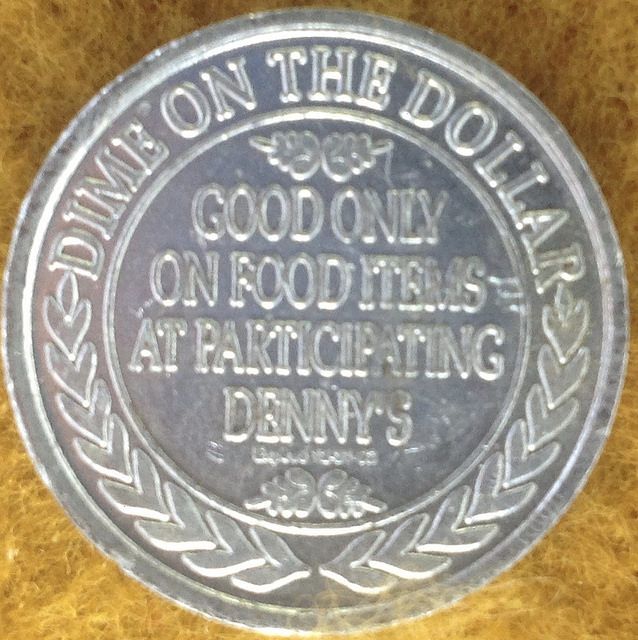 DIME ON THE DOLLAR
GOOD ONLY
ON FOOD ITEMS
AT PARTICIPATING
DENNY'S